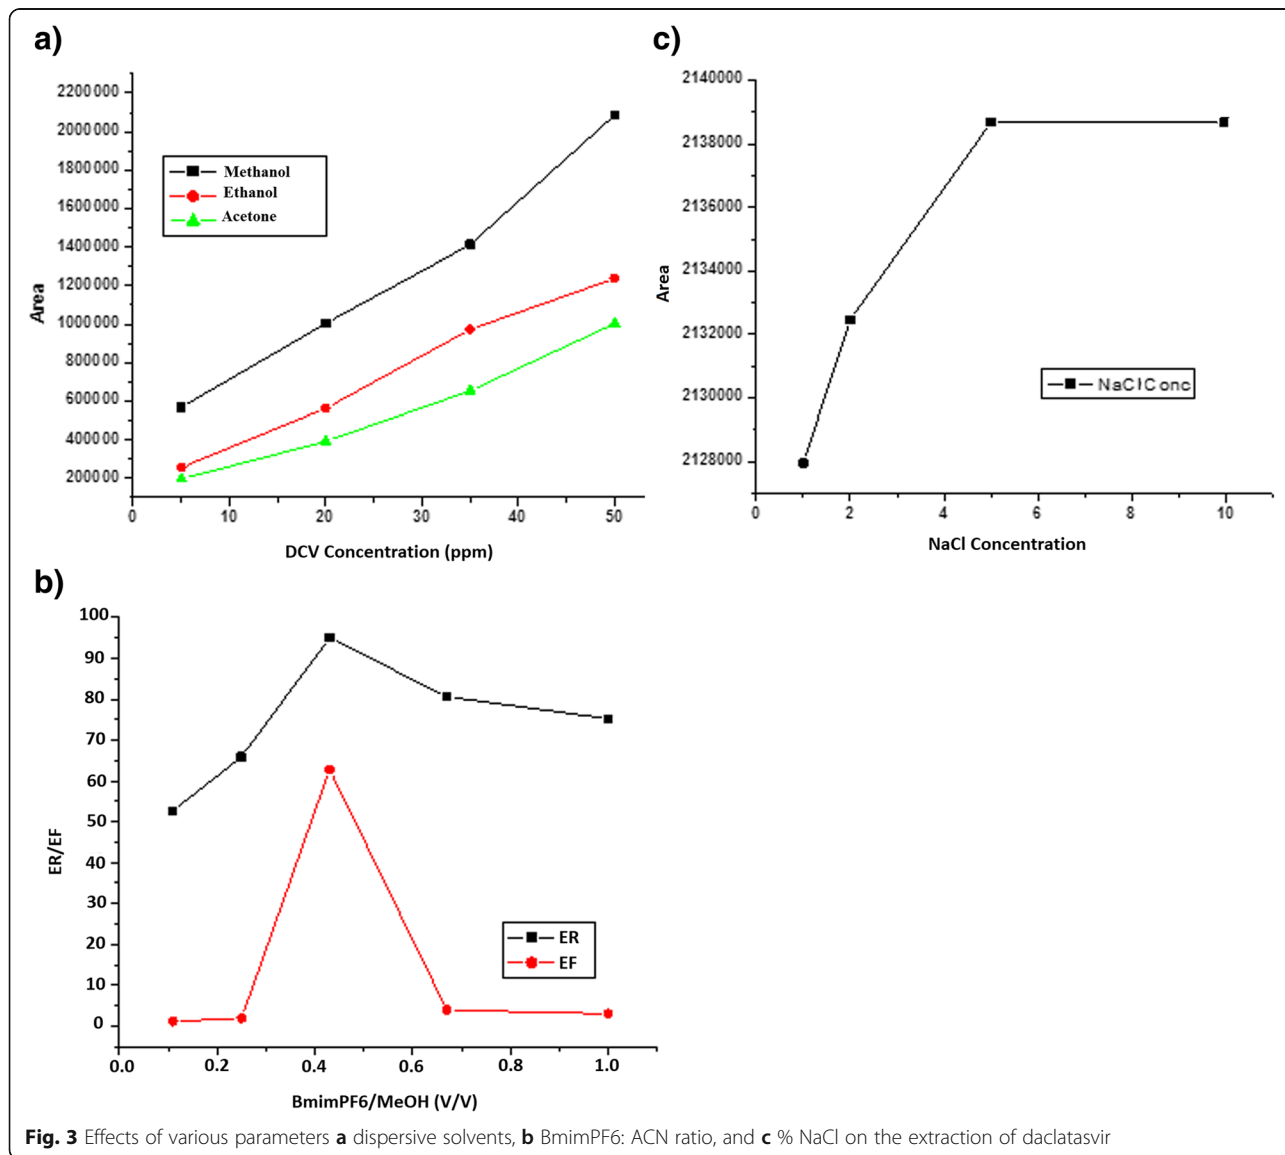 a)
2200000
2000000
1800000
1600000
1400000
1200000
1000000
800000
600000
400000
200000
Area
Methanol
Ethanol
Acetone
0 10 20 30 40 50
DCV Concentration (ppm)
c)
2140000
2138000
2136000
2134000
2132000
2130000
2128000
Area
NaCl Conc
0 2 4 6 8 10
NaCl Concentration
b)
100
90
80
70
60
50
40
30
20
10
0
ER/EF
ER
EF
0.0 0.2 0.4 0.6 0.8 1.0
BmimPF6/MeOH (V/V)
Fig. 3 Effects of various parameters a dispersive solvents, b BmimPF6: ACN ratio, and c % NaCl on the extraction of daclatasvir